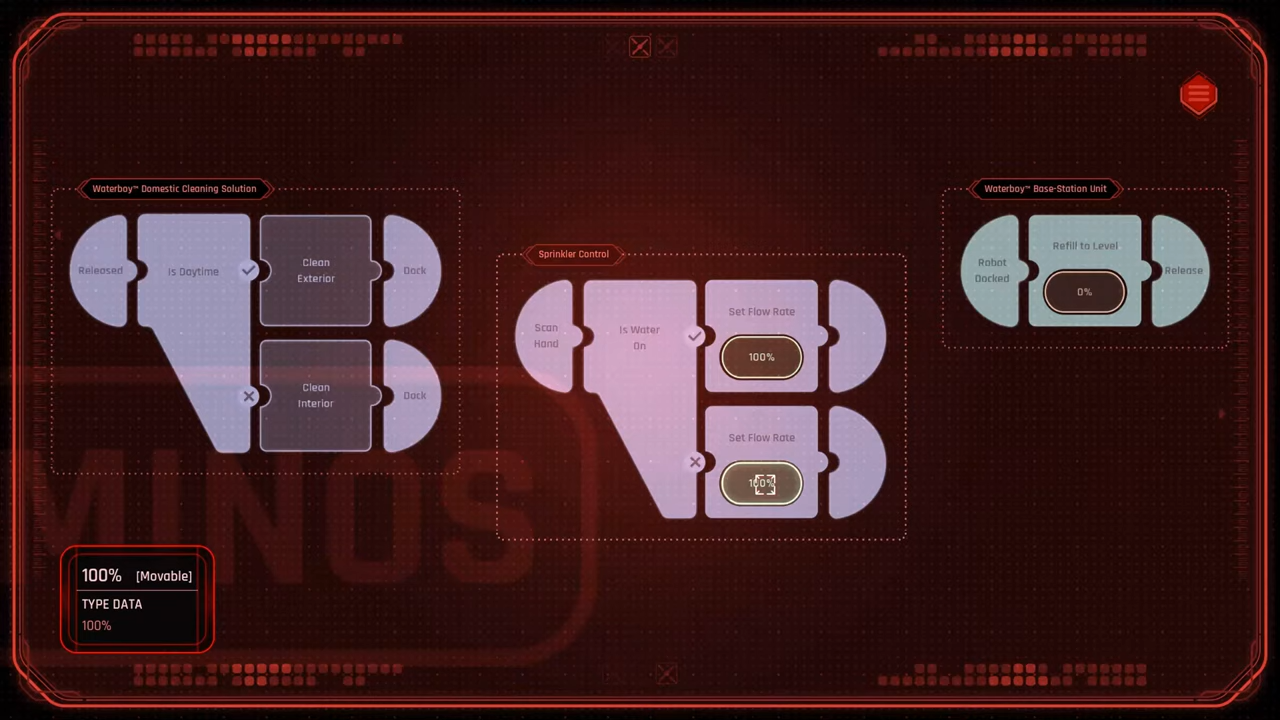 Waterboy™ Domestic Cleaning Solution
Released
Is Daytime
Clean
Exterior
Dock
Clean
Interior
Dock
Sprinkler Control
Scan
Hand
Is Water
On
Set Flow Rate
100%
Set Flow Rate
100%
Waterboy™ Base-Station Unit
Robot
Docked
Refill to Level
0%
Release
MINOS
100% [Movable]
TYPE DATA
100%